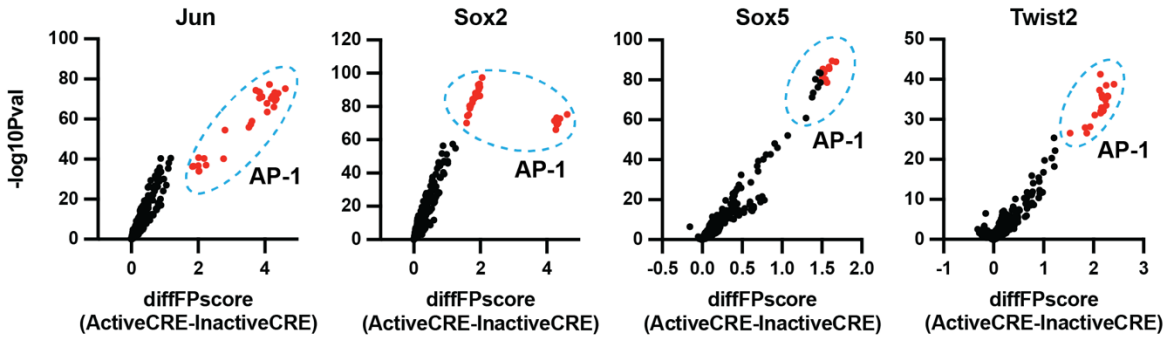 Jun
Sox2
Sox5
Twist2
-log10Pval
100
80
60
40
20
0
0
2
4
AP-1
diffFPscore
(ActiveCRE-InactiveCRE)
120
100
80
60
40
20
0
0
2
4
AP-1
diffFPscore
(ActiveCRE-InactiveCRE)
100
80
60
40
20
0
-0.5
0.0
0.5
1.0
1.5
2.0
AP-1
diffFPscore
(ActiveCRE-InactiveCRE)
50
40
30
20
10
0
-1
0
1
2
3
AP-1
diffFPscore
(ActiveCRE-InactiveCRE)